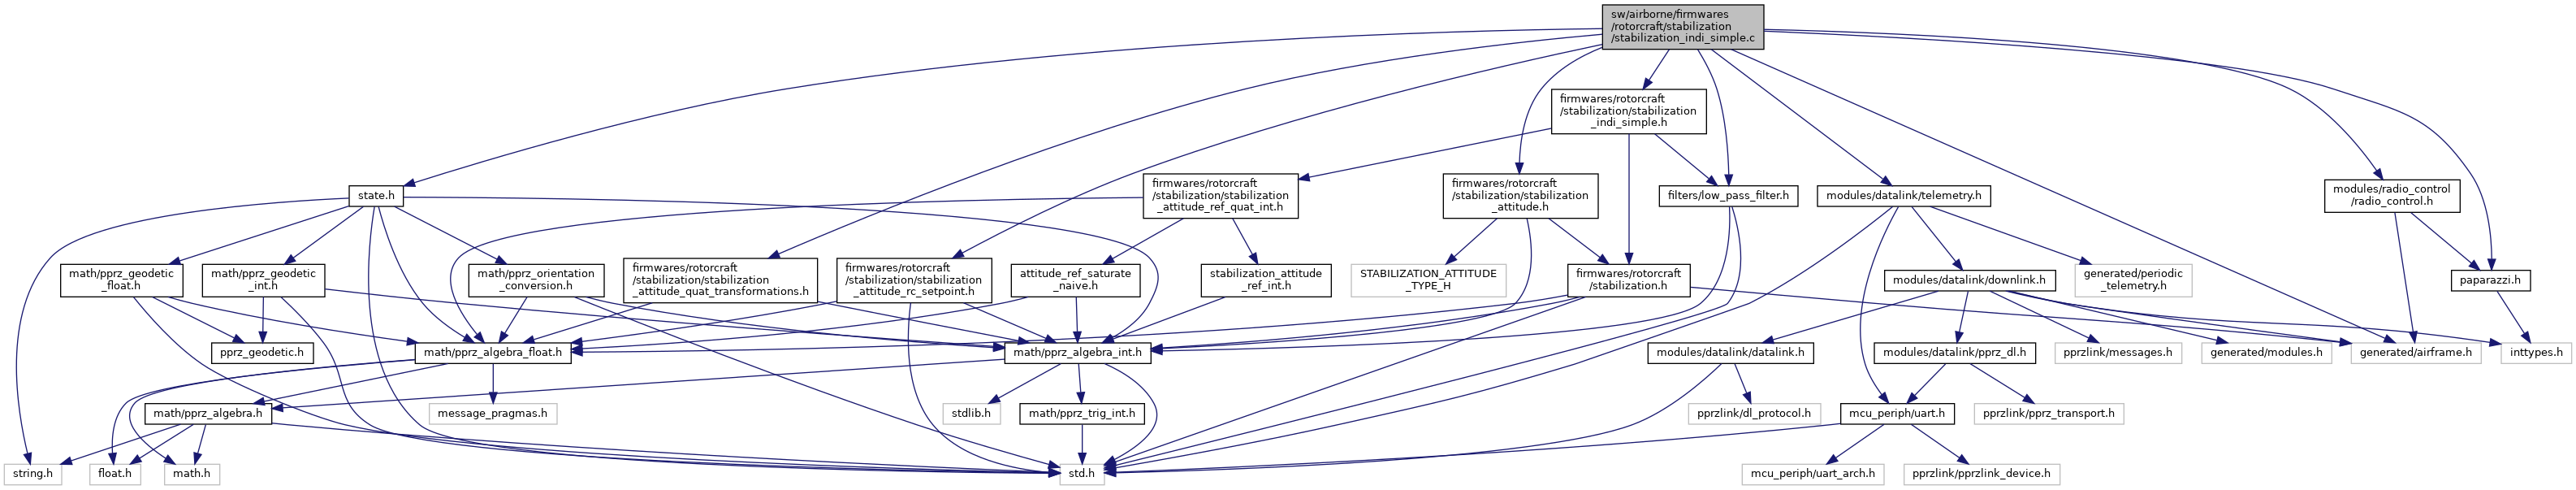 sw/airborne/firmwares
/rotorcraft/stabilization
/stabilization_indi_simple.c
firmwares/rotorcraft
/stabilization/stabilization
_indi_simple.h
state.h
firmwares/rotorcraft
/stabilization/stabilization
_attitude_ref_quat_int.h
firmwares/rotorcraft
/stabilization/stabilization
_attitude.h
filters/low_pass_filter.h
modules/datalink/telemetry.h
modules/radio_control
/radio_control.h
math/pprz_geodetic
_float.h
math/pprz_geodetic
_int.h
math/pprz_orientation
_conversion.h
firmwares/rotorcraft
/stabilization/stabilization
_attitude_quat_transformations.h
firmwares/rotorcraft
/stabilization/stabilization
_attitude_rc_setpoint.h
attitude_ref_saturate
_naive.h
stabilization_attitude
_ref_int.h
STABILIZATION_ATTITUDE
_TYPE_H
firmwares/rotorcraft
/stabilization.h
modules/datalink/downlink.h
generated/periodic
_telemetry.h
paparazzi.h
pprz_geodetic.h
math/pprz_algebra_float.h
math/pprz_algebra_int.h
modules/datalink/datalink.h
modules/datalink/pprz_dl.h
pprzlink/messages.h
generated/modules.h
generated/airframe.h
inttypes.h
math/pprz_algebra.h
message_pragmas.h
stdlib.h
math/pprz_trig_int.h
pprzlink/dl_protocol.h
mcu_periph/uart.h
pprzlink/pprz_transport.h
string.h
float.h
math.h
std.h
mcu_periph/uart_arch.h
pprzlink/pprzlink_device.h